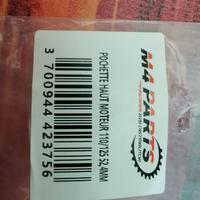 M4 PARTS
POCHETTE HAUT MOTEUR 110/125 52,4MM
3 700944 423756